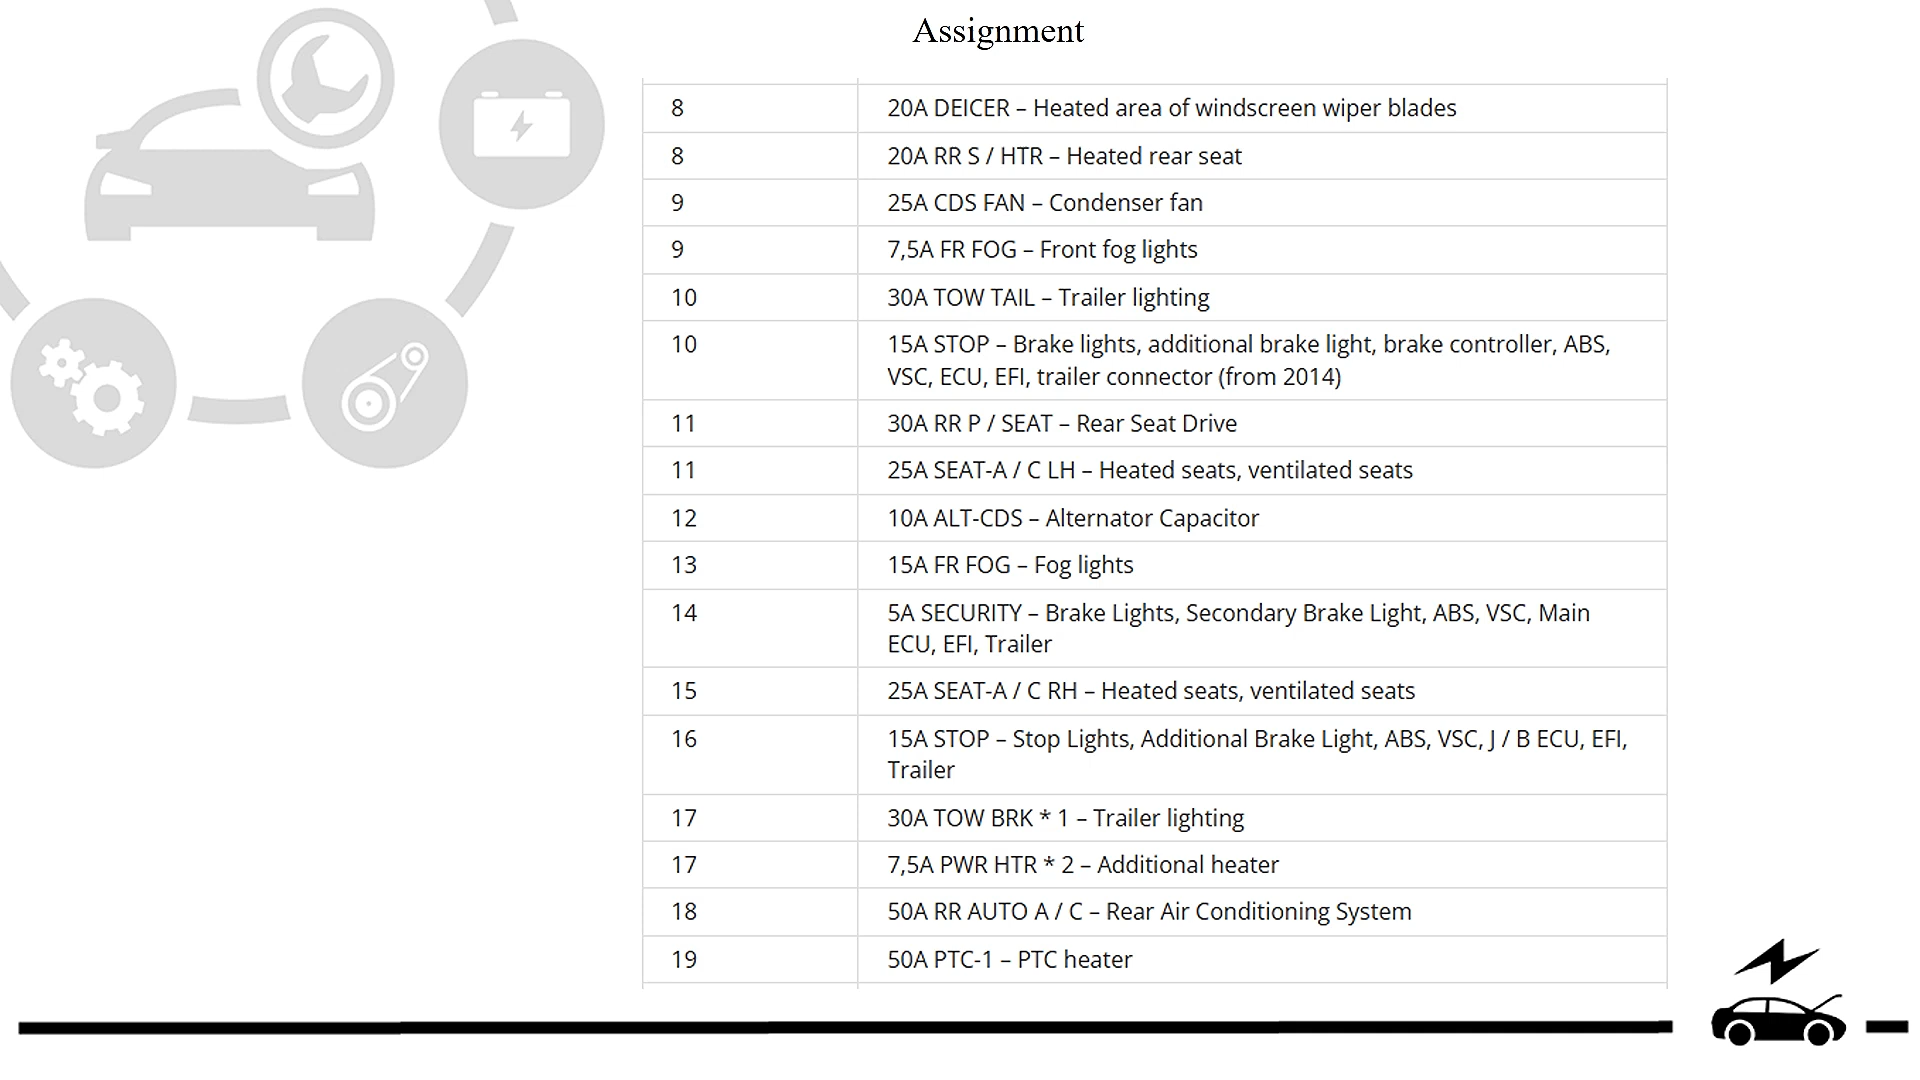 Assignment
8 20A DEICER – Heated area of windscreen wiper blades
8 20A RR S / HTR – Heated rear seat
9 25A CDS FAN – Condenser fan
9 7,5A FR FOG – Front fog lights
10 30A TOW TAIL – Trailer lighting
10 15A STOP – Brake lights, additional brake light, brake controller, ABS,
VSC, ECU, EFI, trailer connector (from 2014)
11 30A RR P / SEAT – Rear Seat Drive
11 25A SEAT-A / C LH – Heated seats, ventilated seats
12 10A ALT-CDS – Alternator Capacitor
13 15A FR FOG – Fog lights
14 5A SECURITY – Brake Lights, Secondary Brake Light, ABS, VSC, Main
ECU, EFI, Trailer
15 25A SEAT-A / C RH – Heated seats, ventilated seats
16 15A STOP – Stop Lights, Additional Brake Light, ABS, VSC, J / B ECU, EFI,
Trailer
17 30A TOW BRK * 1 – Trailer lighting
17 7,5A PWR HTR * 2 – Additional heater
18 50A RR AUTO A / C – Rear Air Conditioning System
19 50A PTC-1 – PTC heater